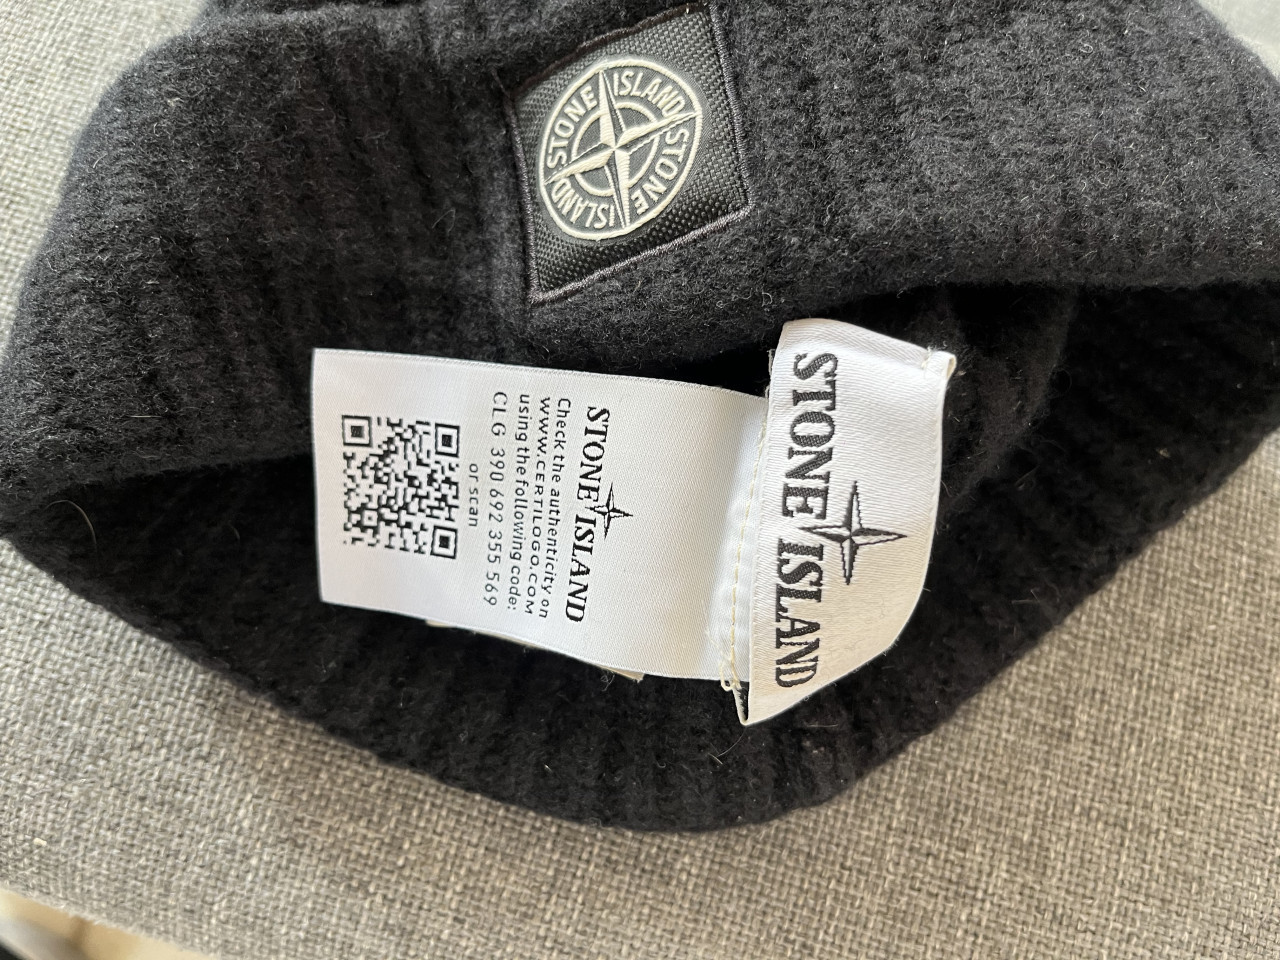 STONE ISLAND
STONE ISLAND
STONE ISLAND
Check the authenticity on
WWW.CERTILOGO.COM
using the following code:
CLG 390 692 355 569
or scan
STONE ISLAND